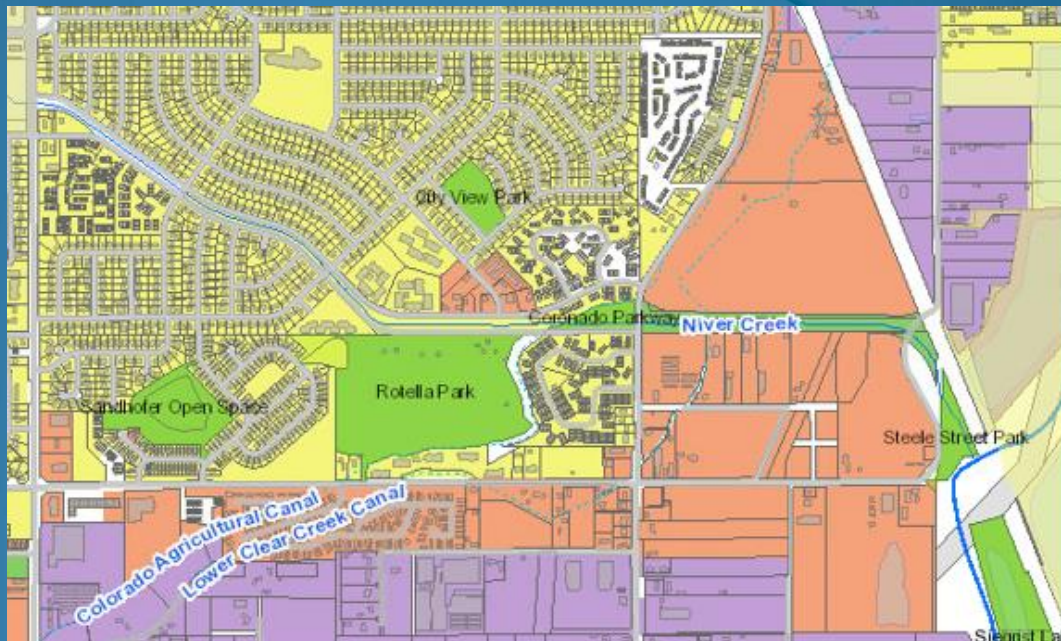 City View Park
Coronado Parkway
Niver Creek
Rotella Park
Sandhofer Open Space
Steele Street Park
Colorado Agricultural Canal
Lower Clear Creek Canal